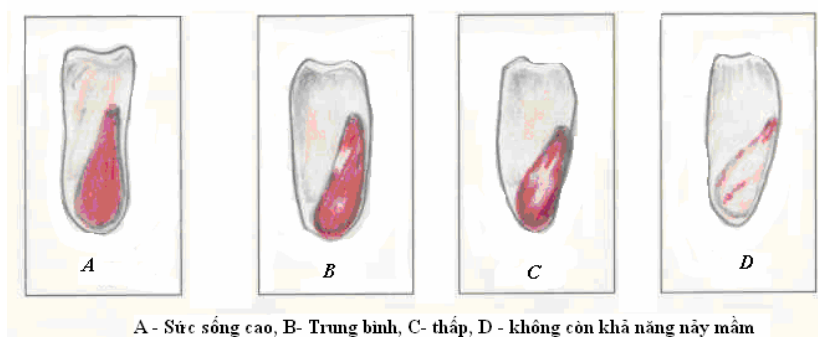 A
B
C
D
A - Sức sống cao, B- Trung bình, C- thấp, D - không còn khả năng nảy mầm